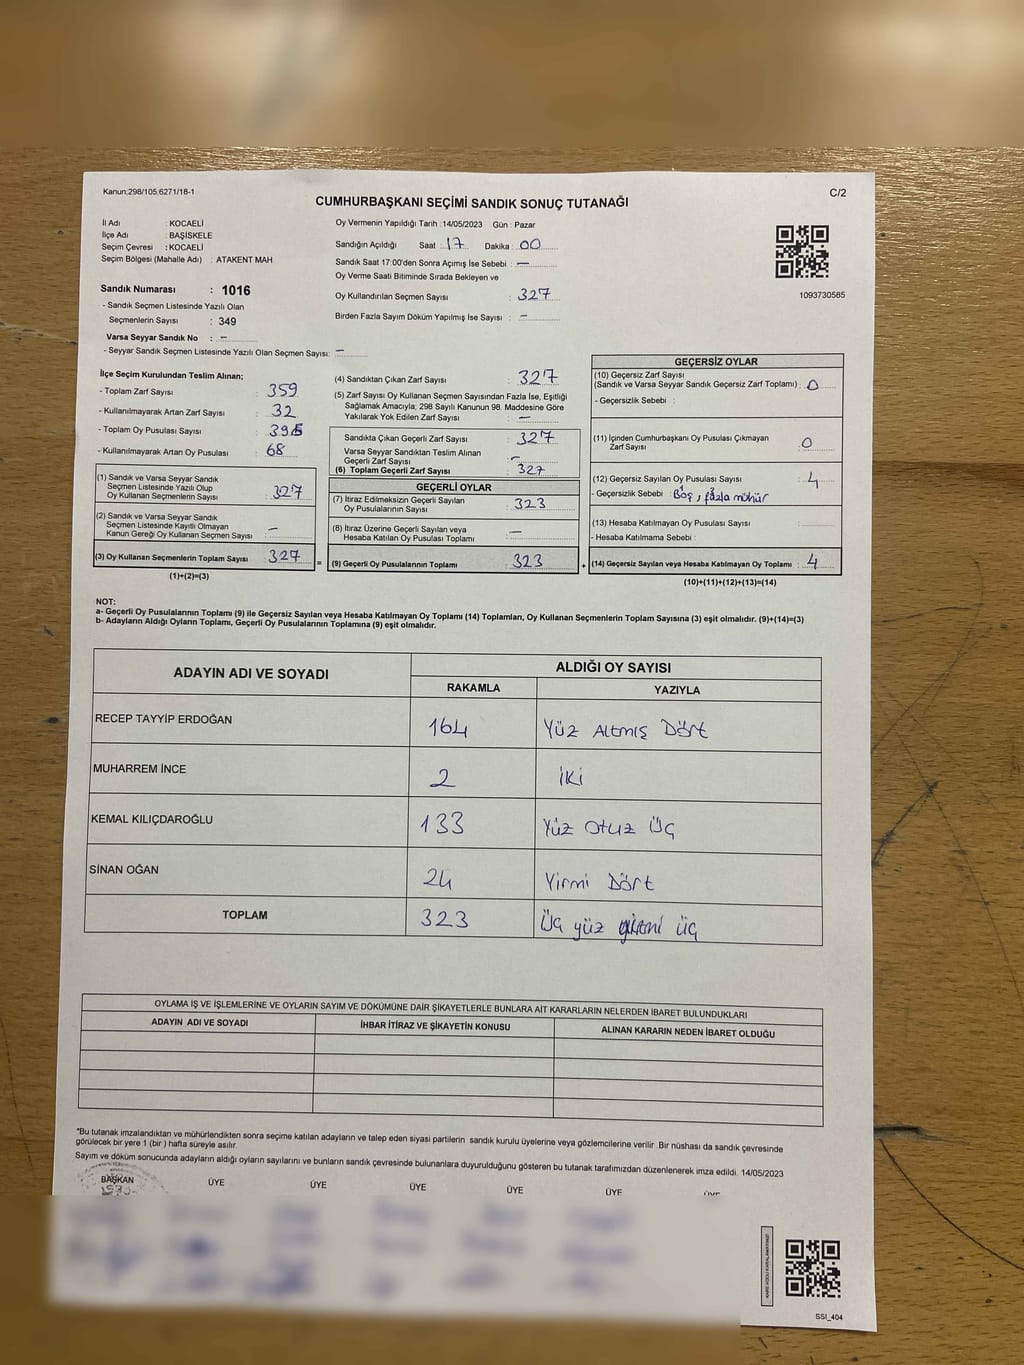 Kanun:298/105;6271/18-1
C/2
CUMHURBAŞKANI SEÇİMİ SANDIK SONUÇ TUTANAĞI
İl Adı : KOCAELİ
İlçe Adı : BAŞİSKELE
Seçim Çevresi : KOCAELİ
Seçim Bölgesi (Mahalle Adı) : ATAKENT MAH
Sandık Numarası : 1016
- Sandık Seçmen Listesinde Yazılı Olan
Seçmenlerin Sayısı : 349
Varsa Seyyar Sandık No : -
- Seyyar Sandık Seçmen Listesinde Yazılı Olan Seçmen Sayısı: -
Oy Vermenin Yapıldığı Tarih :14/05/2023 Gün : Pazar
Sandığın Açıldığı Saat : 17 Dakika : 00
Sandık Saat 17:00'den Sonra Açımış İse Sebebi : -
Oy Verme Saati Bitiminde Sırada Bekleyen ve
Oy Kullandırılan Seçmen Sayısı : 327
Birden Fazla Sayım Döküm Yapılmış İse Sayısı : -
1093730585
İlçe Seçim Kurulundan Teslim Alınan;
- Toplam Zarf Sayısı : 359
- Kullanılmayarak Artan Zarf Sayısı : 32
- Toplam Oy Pusulası Sayısı : 395
- Kullanılmayarak Artan Oy Pusulası : 68
(1) Sandık ve Varsa Seyyar Sandık
Seçmen Listesinde Yazılı Olup
Oy Kullanan Seçmenlerin Sayısı : 327
(2) Sandık ve Varsa Seyyar Sandık
Seçmen Listesinde Kayıtlı Olmayan
Kanun Gereği Oy Kullanan Seçmen Sayısı : -
(3) Oy Kullanan Seçmenlerin Toplam Sayısı : 327
(1)+(2)=(3)
(4) Sandıktan Çıkan Zarf Sayısı : 327
(5) Zarf Sayısı Oy Kullanan Seçmen Sayısından Fazla İse, Eşitliği
Sağlamak Amacıyla; 298 Sayılı Kanunun 98. Maddesine Göre
Yakılarak Yok Edilen Zarf Sayısı : -
Sandıkta Çıkan Geçerli Zarf Sayısı : 327
Varsa Seyyar Sandıktan Teslim Alınan
Geçerli Zarf Sayısı : -
(6) Toplam Geçerli Zarf Sayısı : 327
GEÇERLİ OYLAR
(7) İtiraz Edilmeksizin Geçerli Sayılan
Oy Pusulalarının Sayısı : 323
(8) İtiraz Üzerine Geçerli Sayılan veya
Hesaba Katılan Oy Pusulası Toplamı : -
= (9) Geçerli Oy Pusulalarının Toplamı : 323 +
GEÇERSİZ OYLAR
(10) Geçersiz Zarf Sayısı
(Sandık ve Varsa Seyyar Sandık Geçersiz Zarf Toplamı) : 0
- Geçersizlik Sebebi :
(11) İçinden Cumhurbaşkanı Oy Pusulası Çıkmayan
Zarf Sayısı : 0
(12) Geçersiz Sayılan Oy Pusulası Sayısı : 4
- Geçersizlik Sebebi : Boş, fazla mühür
(13) Hesaba Katılmayan Oy Pusulası Sayısı :
- Hesaba Katılmama Sebebi :
(14) Geçersiz Sayılan veya Hesaba Katılmayan Oy Toplamı : 4
(10)+(11)+(12)+(13)=(14)
NOT:
a- Geçerli Oy Pusulalarının Toplamı (9) ile Geçersiz Sayılan veya Hesaba Katılmayan Oy Toplamı (14) Toplamları, Oy Kullanan Seçmenlerin Toplam Sayısına (3) eşit olmalıdır. (9)+(14)=(3)
b- Adayların Aldığı Oyların Toplamı, Geçerli Oy Pusulalarının Toplamına (9) eşit olmalıdır.
ADAYIN ADI VE SOYADI ALDIĞI OY SAYISI
RAKAMLA YAZIYLA
RECEP TAYYİP ERDOĞAN 164 Yüz Altmış Dört
MUHARREM İNCE 2 İki
KEMAL KILIÇDAROĞLU 133 Yüz Otuz Üç
SİNAN OĞAN 24 Yirmi Dört
TOPLAM 323 Üç yüz yirmi üç
OYLAMA İŞ VE İŞLEMLERİNE VE OYLARIN SAYIM VE DÖKÜMÜNE DAİR ŞİKAYETLERLE BUNLARA AİT KARARLARIN NELERDEN İBARET BULUNDUKLARI
ADAYIN ADI VE SOYADI İHBAR İTİRAZ VE ŞİKAYETİN KONUSU ALINAN KARARIN NEDEN İBARET OLDUĞU
*Bu tutanak imzalandıktan ve mühürlendikten sonra seçime katılan adayların ve talep eden siyasi partilerin sandık kurulu üyelerine veya gözlemcilerine verilir. Bir nüshası da sandık çevresinde
görülecek bir yere 1 (bir ) hafta süreyle asılır.
Sayım ve döküm sonucunda adayların aldığı oyların sayılarını ve bunların sandık çevresinde bulunanlara duyurulduğunu gösteren bu tutanak tarafımızdan düzenlenerek imza edildi. 14/05/2023
BAŞKAN ÜYE ÜYE ÜYE ÜYE ÜYE ÜYE
SSI_404